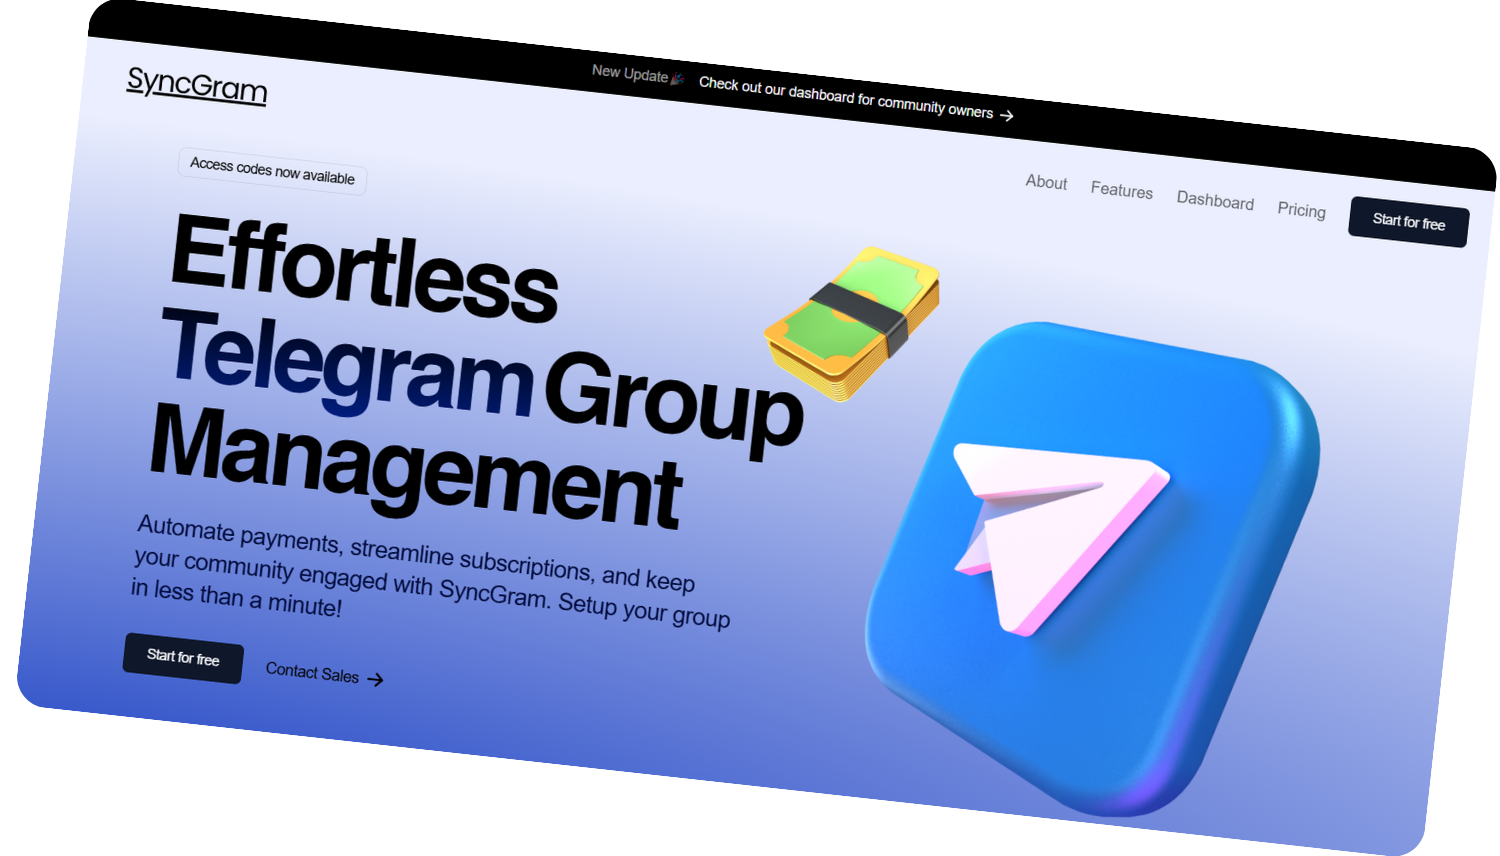 New Update🎉 Check out our dashboard for community owners →
SyncGram
About Features Dashboard Pricing Start for free
Access codes now available
Effortless
Telegram Group
Management
Automate payments, streamline subscriptions, and keep
your community engaged with SyncGram. Setup your group
in less than a minute!
Start for free Contact Sales →